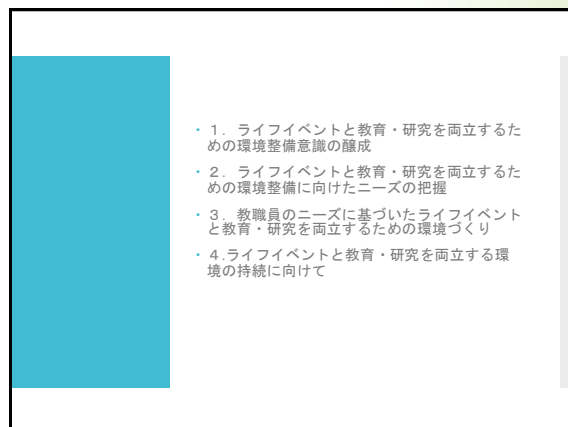 ・１．ライフイベントと教育・研究を両立するた
めの環境整備意識の醸成
・２．ライフイベントと教育・研究を両立するた
めの環境整備に向けたニーズの把握
・３．教職員のニーズに基づいたライフイベント
と教育・研究を両立するための環境づくり
・４.ライフイベントと教育・研究を両立する環
境の持続に向けて